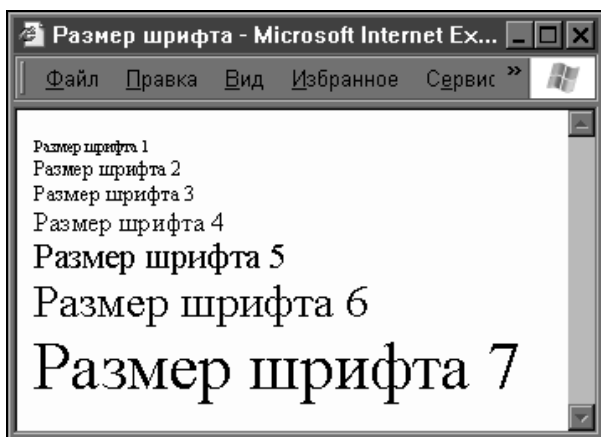 Размер шрифта - Microsoft Internet Ex...
Файл Правка Вид Избранное Сервис »
Размер шрифта 1
Размер шрифта 2
Размер шрифта 3
Размер шрифта 4
Размер шрифта 5
Размер шрифта 6
Размер шрифта 7